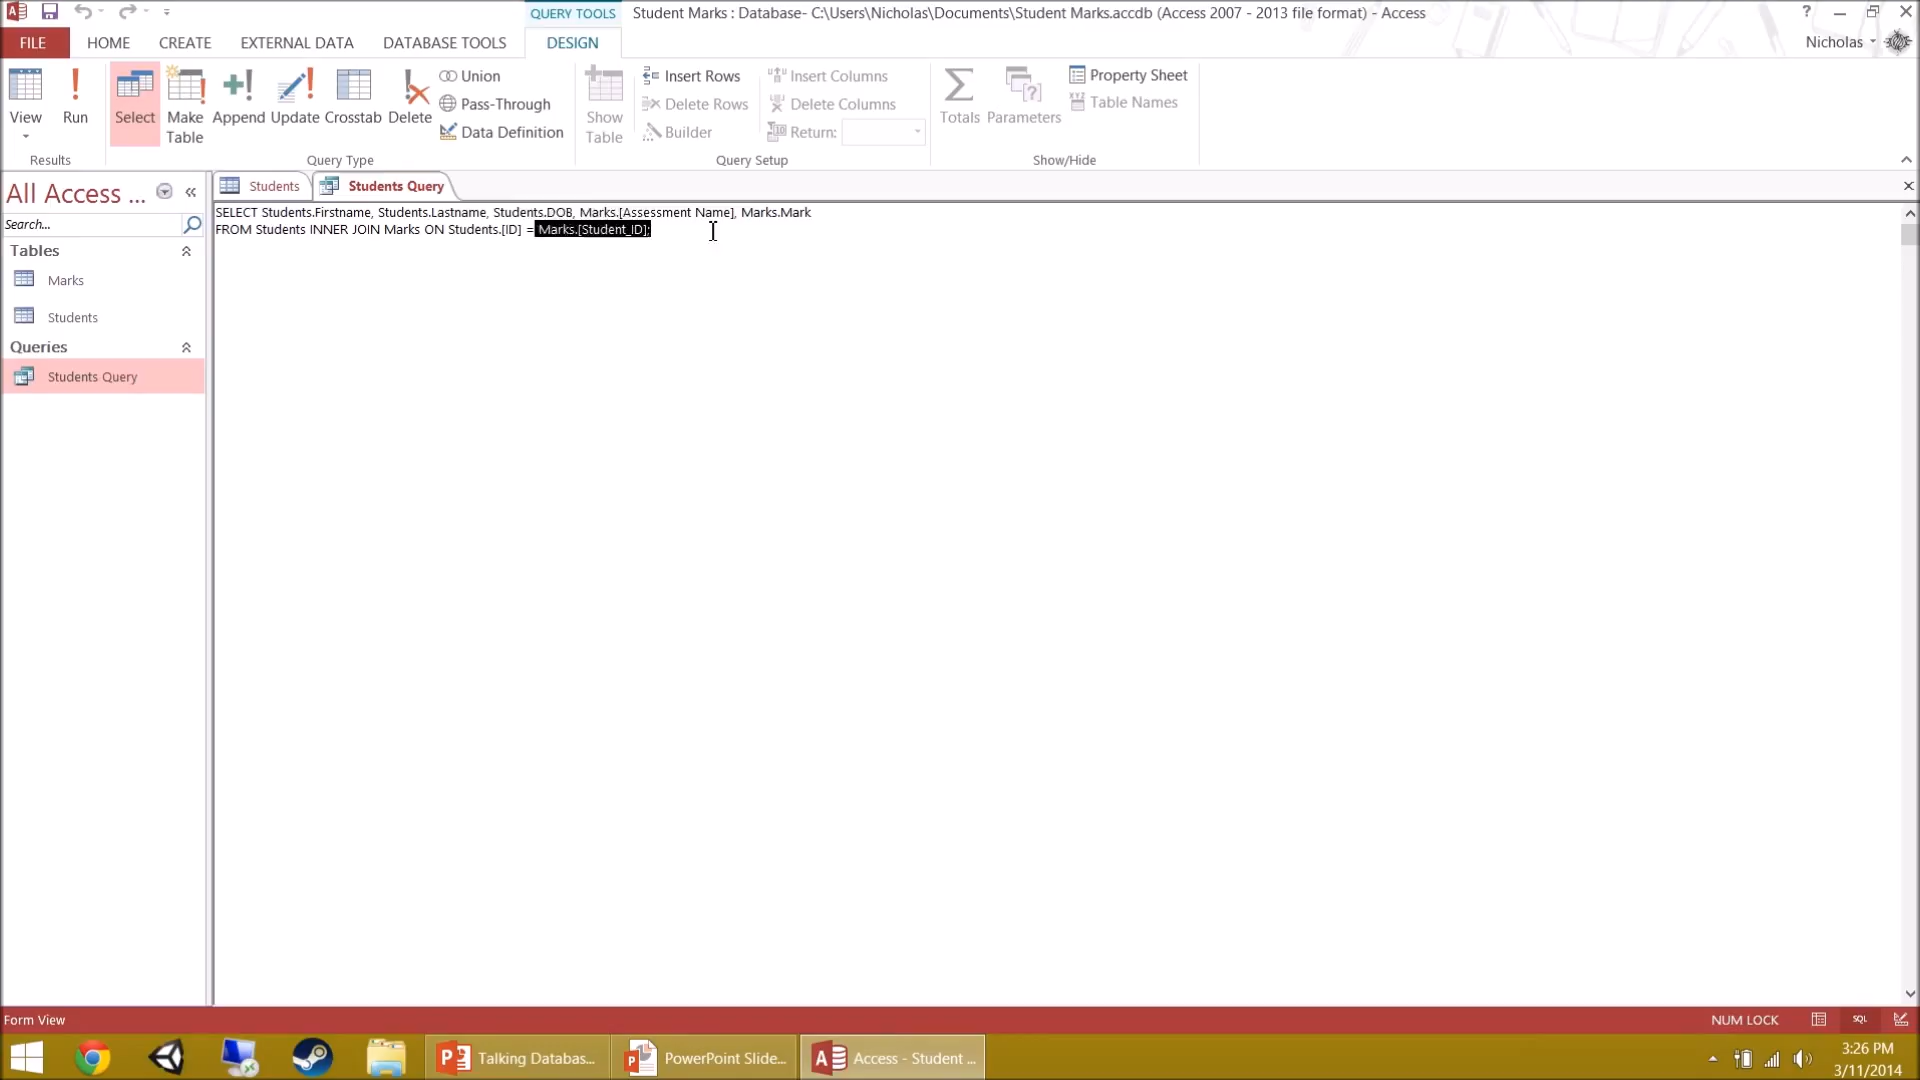 QUERY TOOLS
Student Marks : Database- C:\Users\Nicholas\Documents\Student Marks.accdb (Access 2007 - 2013 file format) - Access
FILE
HOME
CREATE
EXTERNAL DATA
DATABASE TOOLS
DESIGN
Nicholas
View
Run
Select
Make Table
Append
Update
Crosstab
Delete
Union
Pass-Through
Data Definition
Show Table
Insert Rows
Delete Rows
Builder
Insert Columns
Delete Columns
Return:
Totals
Parameters
Property Sheet
Table Names
Results
Query Type
Query Setup
Show/Hide
All Access ...
Search...
Tables
Marks
Students
Queries
Students Query
Students
Students Query
SELECT Students.Firstname, Students.Lastname, Students.DOB, Marks.[Assessment Name], Marks.Mark
FROM Students INNER JOIN Marks ON Students.[ID] = Marks.[Student_ID];
Form View
NUM LOCK
SQL
Talking Databas...
PowerPoint Slide...
Access - Student ...
3:26 PM
3/11/2014